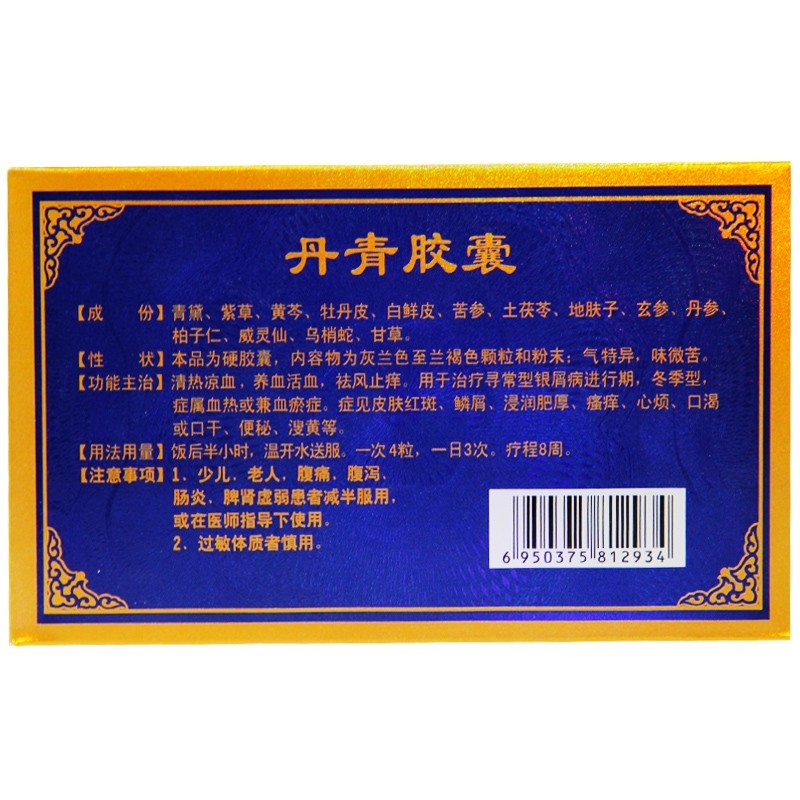 丹青胶囊
【成　份】青黛、紫草、黄芩、牡丹皮、白鲜皮、苦参、土茯苓、地肤子、玄参、丹参、
柏子仁、威灵仙、乌梢蛇、甘草。
【性　状】本品为硬胶囊，内容物为灰兰色至兰褐色颗粒和粉末；气特异，味微苦。
【功能主治】清热凉血，养血活血，祛风止痒。用于治疗寻常型银屑病进行期，冬季型，
症属血热或兼血瘀症。症见皮肤红斑、鳞屑、浸润肥厚、瘙痒、心烦、口渴
或口干、便秘、溲黄等。
【用法用量】饭后半小时，温开水送服。一次4粒，一日3次。疗程8周。
【注意事项】1、少儿、老人，腹痛、腹泻、
肠炎、脾肾虚弱患者减半服用，
或在医师指导下使用。
2、过敏体质者慎用。
6 950375 812934